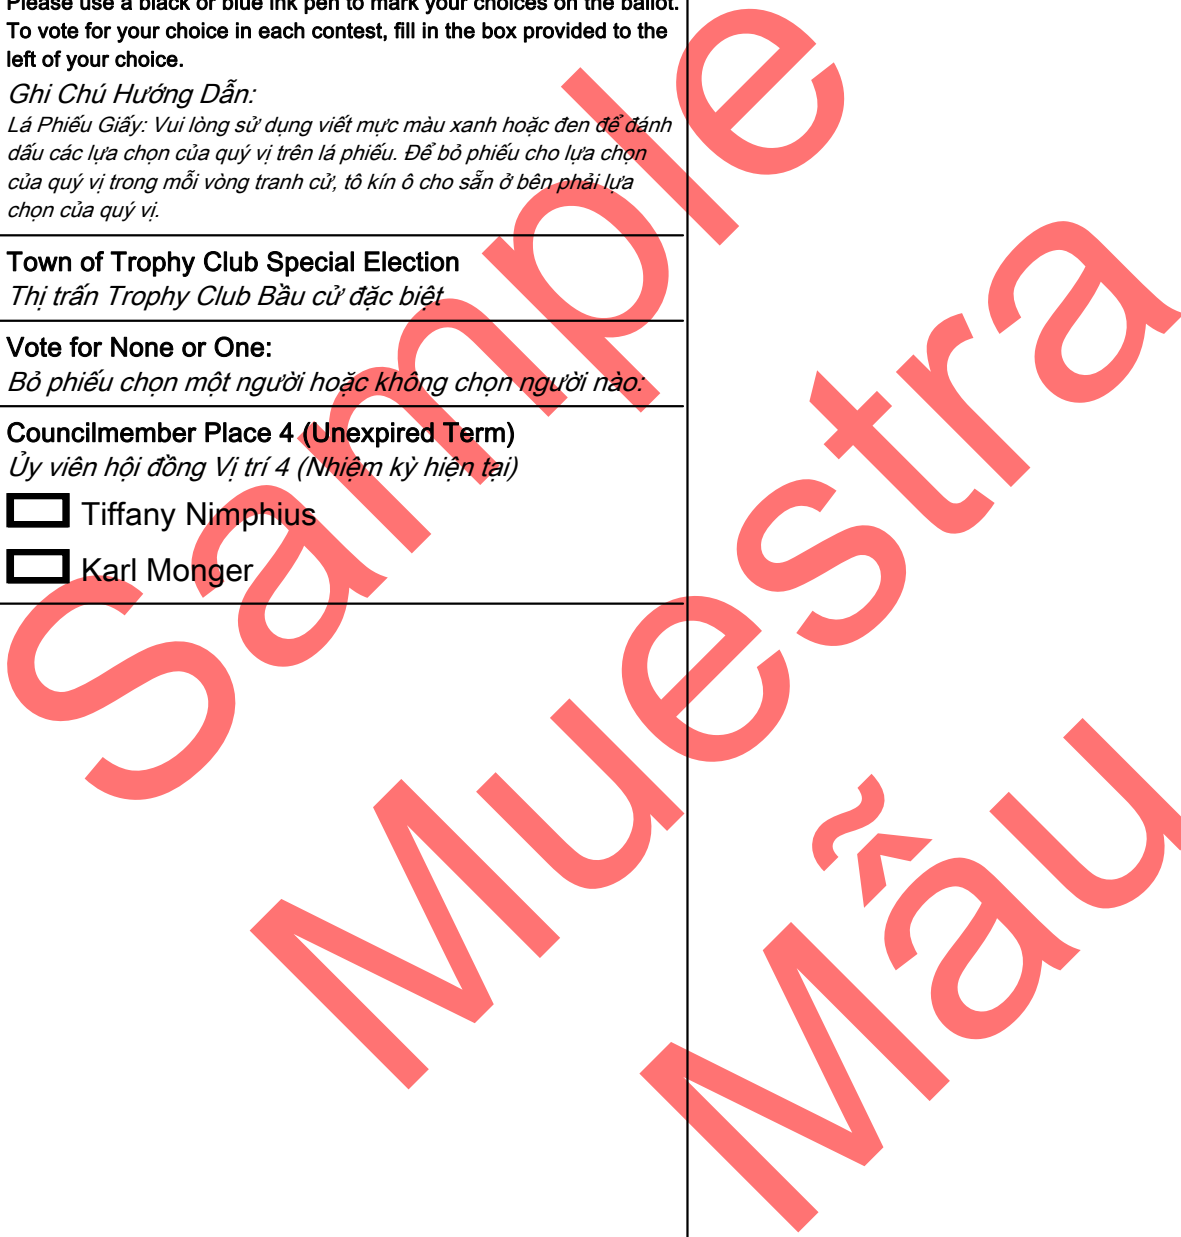 Please use a black or blue ink pen to mark your choices on the ballot.
To vote for your choice in each contest, fill in the box provided to the
left of your choice.
Ghi Chú Hướng Dẫn:
Lá Phiếu Giấy: Vui lòng sử dụng viết mực màu xanh hoặc đen để đánh
dấu các lựa chọn của quý vị trên lá phiếu. Để bỏ phiếu cho lựa chọn
của quý vị trong mỗi vòng tranh cử, tô kín ô cho sẵn ở bên phải lựa
chọn của quý vị.
Town of Trophy Club Special Election
Thị trấn Trophy Club Bầu cử đặc biệt
Vote for None or One:
Bỏ phiếu chọn một người hoặc không chọn người nào:
Councilmember Place 4 (Unexpired Term)
Ủy viên hội đồng Vị trí 4 (Nhiệm kỳ hiện tại)
Tiffany Nimphius
Karl Monger
Sample
Muestra
Mẫu